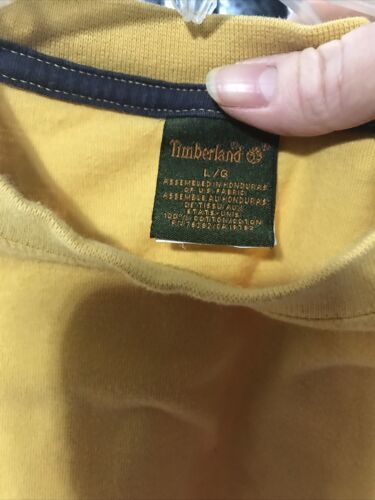 Timberland ®
L/G
ASSEMBLED IN HONDURAS
OF U.S. FABRIC
ASSEMBLE AU HONDURAS
DE TISSU AUX
ETATS-UNIS
100% COTTON/COTON